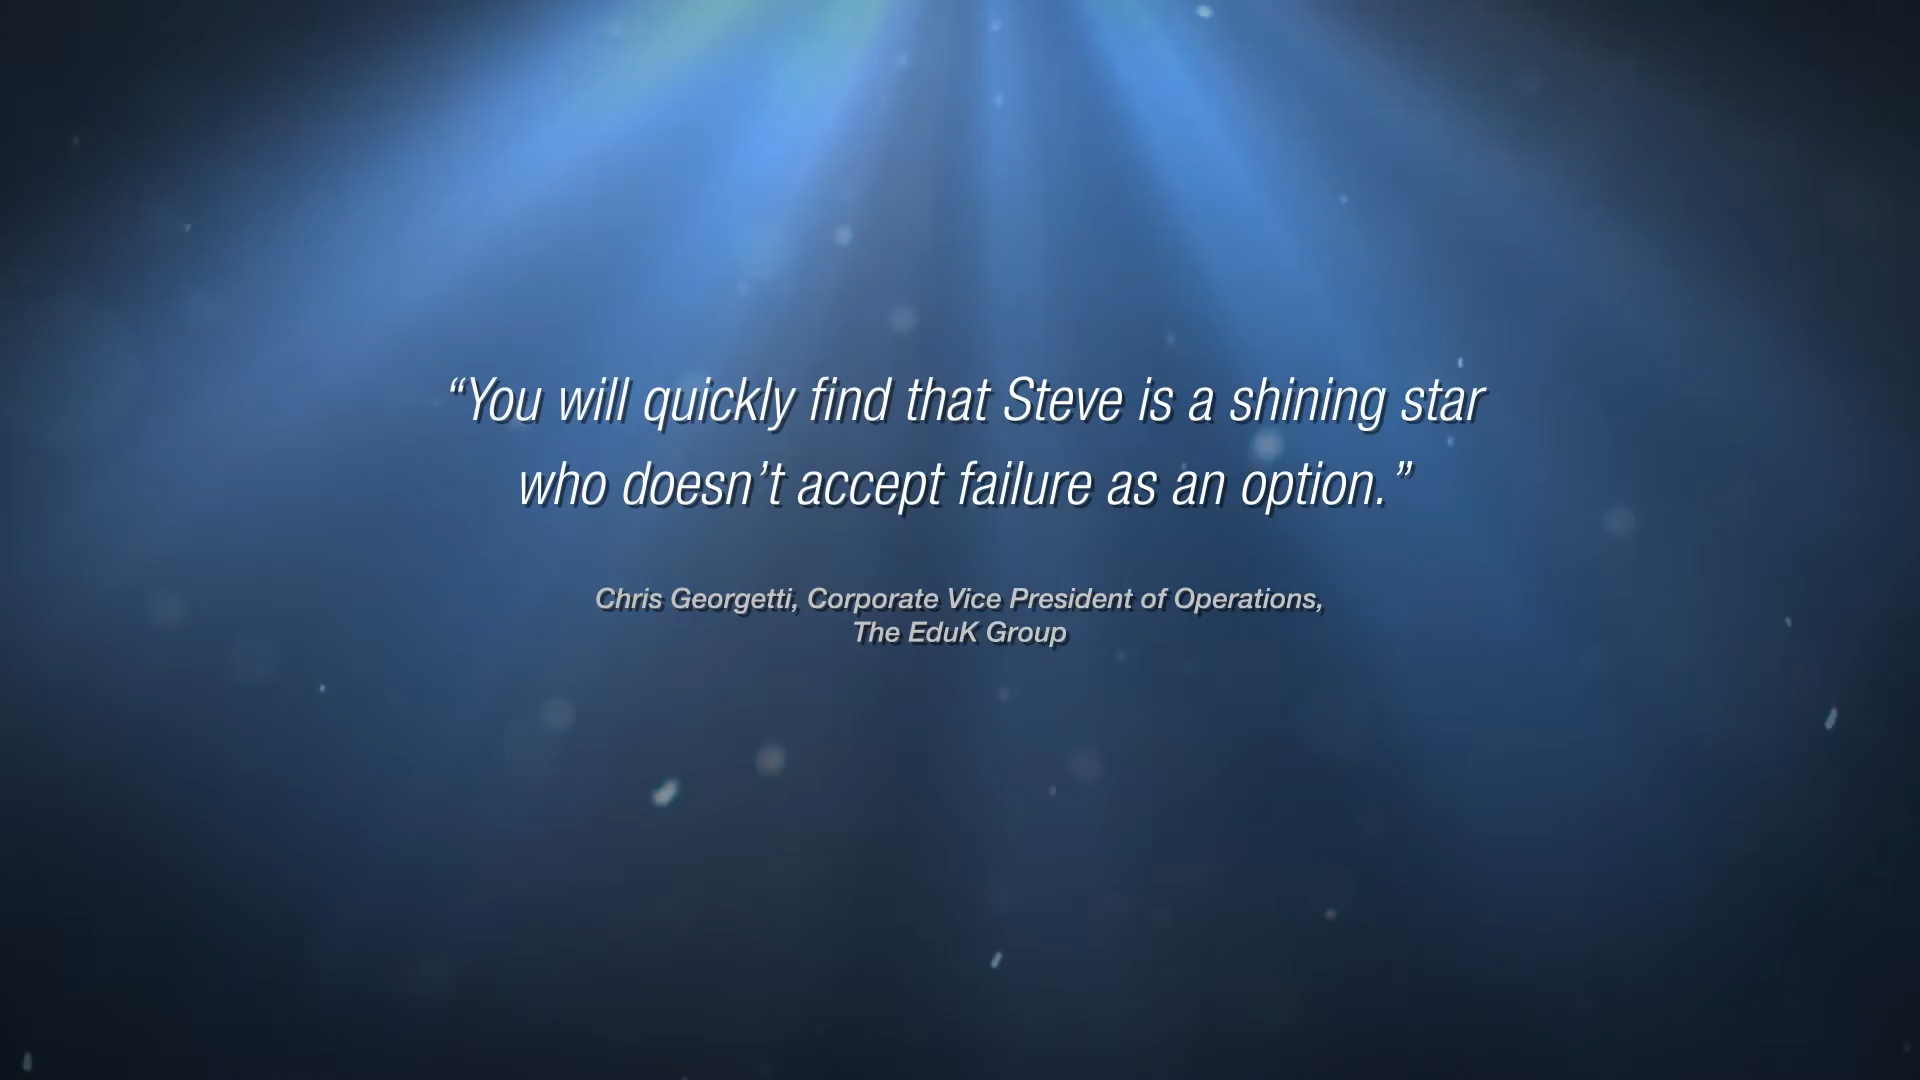 “You will quickly find that Steve is a shining star
who doesn’t accept failure as an option.”
Chris Georgetti, Corporate Vice President of Operations,
The EduK Group